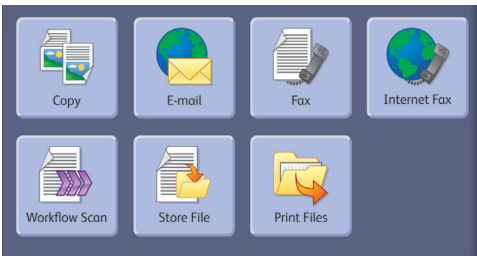 Copy
E-mail
Fax
Internet Fax
Workflow Scan
Store File
Print Files